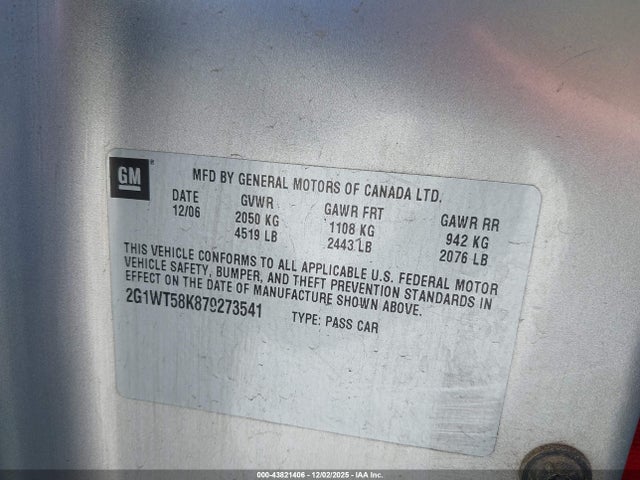 GM®
MFD BY GENERAL MOTORS OF CANADA LTD.
DATE GVWR GAWR FRT GAWR RR
12/06 2050 KG 1108 KG 942 KG
4519 LB 2443 LB 2076 LB
THIS VEHICLE CONFORMS TO ALL APPLICABLE U.S. FEDERAL MOTOR
VEHICLE SAFETY, BUMPER, AND THEFT PREVENTION STANDARDS IN
EFFECT ON THE DATE OF MANUFACTURE SHOWN ABOVE.
2G1WT58K879273541 TYPE: PASS CAR
000-43821406 - 12/02/2025 - IAA Inc.